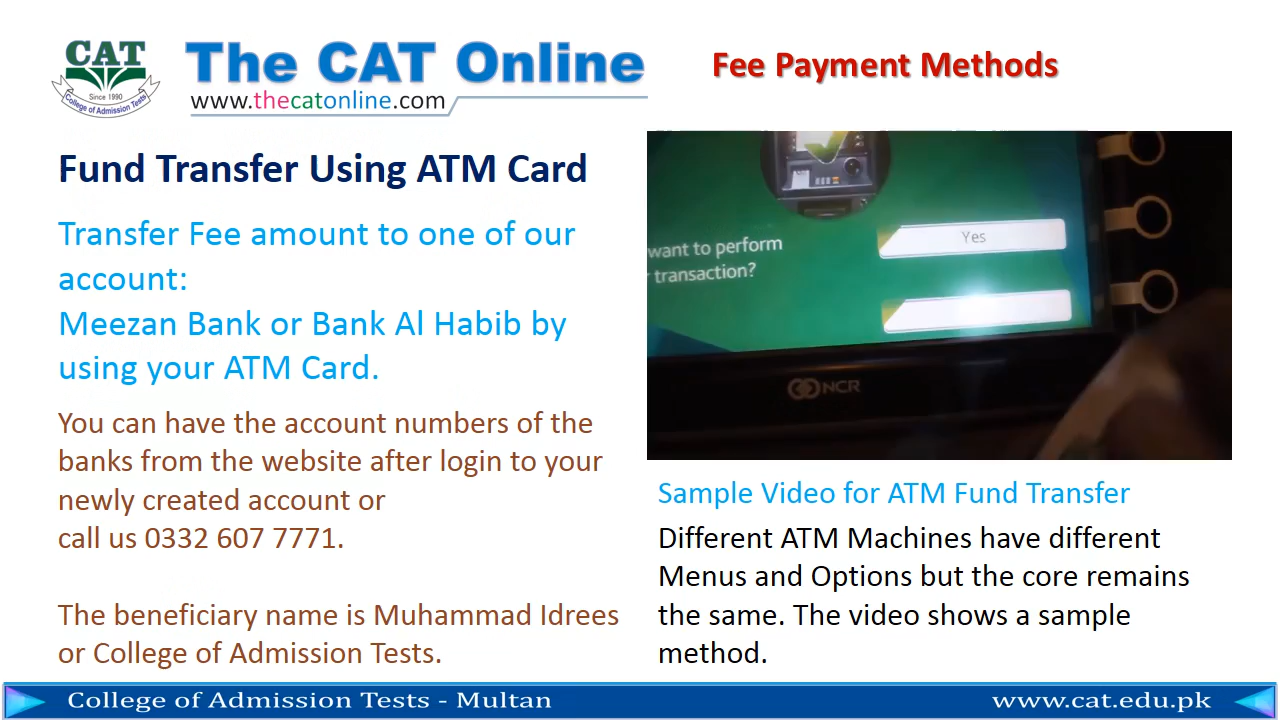 CAT
Since 1990
College of Admission Tests
The CAT Online
www.thecatonline.com
Fee Payment Methods
Fund Transfer Using ATM Card
Transfer Fee amount to one of our
account:
Meezan Bank or Bank Al Habib by
using your ATM Card.
You can have the account numbers of the
banks from the website after login to your
newly created account or
call us 0332 607 7771.
The beneficiary name is Muhammad Idrees
or College of Admission Tests.
want to perform
transaction?
Yes
NCR
Sample Video for ATM Fund Transfer
Different ATM Machines have different
Menus and Options but the core remains
the same. The video shows a sample
method.
College of Admission Tests - Multan
www.cat.edu.pk